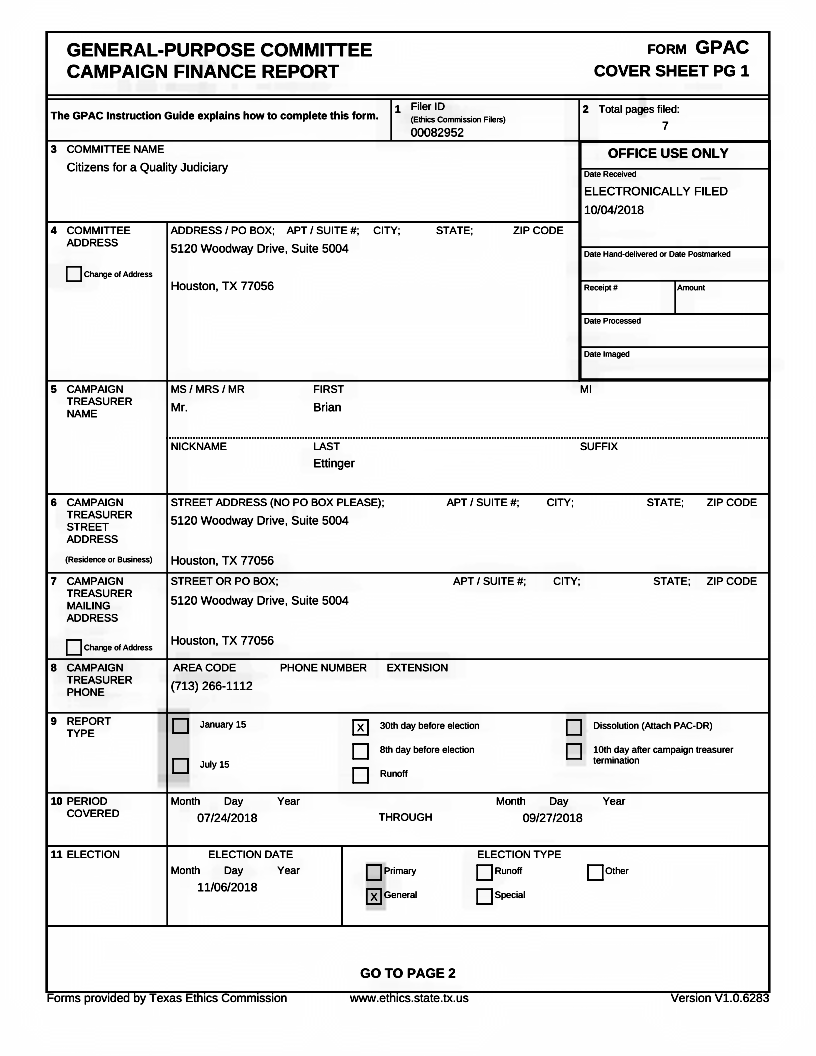 GENERAL-PURPOSE COMMITTEE
CAMPAIGN FINANCE REPORT
FORM GPAC
COVER SHEET PG 1
The GPAC Instruction Guide explains how to complete this form.
1 Filer ID
(Ethics Commission Filers)
00082952
2 Total pages filed:
7
3 COMMITTEE NAME
Citizens for a Quality Judiciary
OFFICE USE ONLY
Date Received
ELECTRONICALLY FILED
10/04/2018
4 COMMITTEE
ADDRESS
Change of Address
ADDRESS / PO BOX; APT / SUITE #; CITY; STATE; ZIP CODE
5120 Woodway Drive, Suite 5004
Houston, TX 77056
Date Hand-delivered or Date Postmarked
Receipt # Amount
Date Processed
Date Imaged
5 CAMPAIGN
TREASURER
NAME
MS / MRS / MR FIRST MI
Mr. Brian
NICKNAME LAST SUFFIX
Ettinger
6 CAMPAIGN
TREASURER
STREET
ADDRESS
(Residence or Business)
STREET ADDRESS (NO PO BOX PLEASE); APT / SUITE #; CITY; STATE; ZIP CODE
5120 Woodway Drive, Suite 5004
Houston, TX 77056
7 CAMPAIGN
TREASURER
MAILING
ADDRESS
Change of Address
STREET OR PO BOX; APT / SUITE #; CITY; STATE; ZIP CODE
5120 Woodway Drive, Suite 5004
Houston, TX 77056
8 CAMPAIGN
TREASURER
PHONE
AREA CODE PHONE NUMBER EXTENSION
(713) 266-1112
9 REPORT
TYPE
January 15
July 15
X 30th day before election
8th day before election
Runoff
Dissolution (Attach PAC-DR)
10th day after campaign treasurer
termination
10 PERIOD
COVERED
Month Day Year
07/24/2018
THROUGH
Month Day Year
09/27/2018
11 ELECTION
ELECTION DATE
Month Day Year
11/06/2018
ELECTION TYPE
Primary Runoff Other
X General Special
GO TO PAGE 2
Forms provided by Texas Ethics Commission www.ethics.state.tx.us Version V1.0.6283